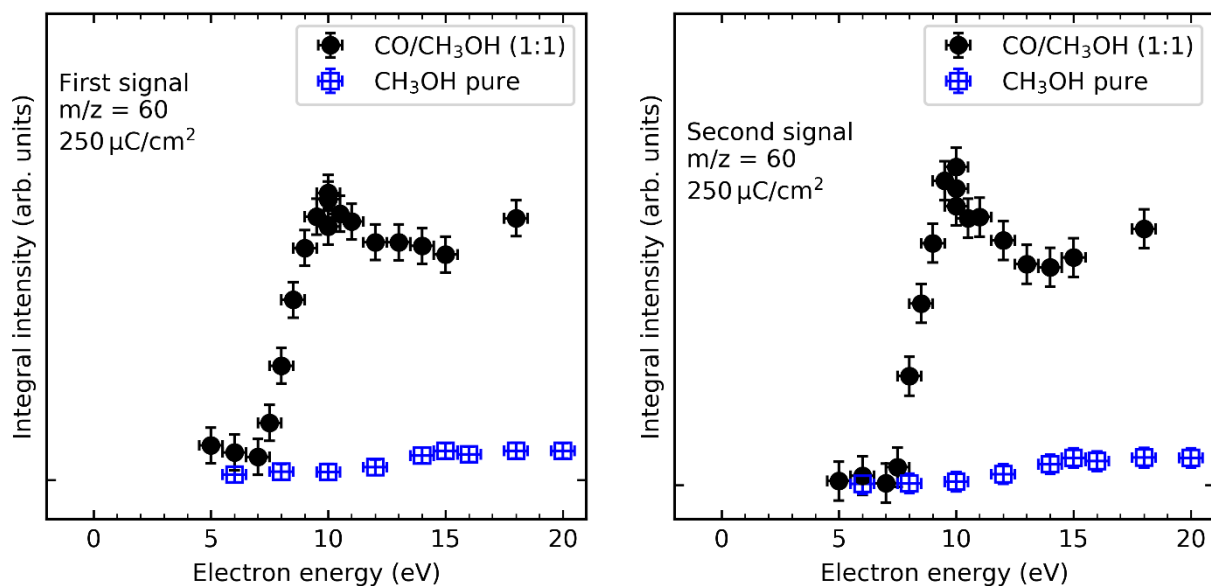 Integral intensity (arb. units)
First signal
m/z = 60
250 μC/cm²
CO/CH₃OH (1:1)
CH₃OH pure
0 5 10 15 20
Electron energy (eV)
Integral intensity (arb. units)
Second signal
m/z = 60
250 μC/cm²
CO/CH₃OH (1:1)
CH₃OH pure
0 5 10 15 20
Electron energy (eV)